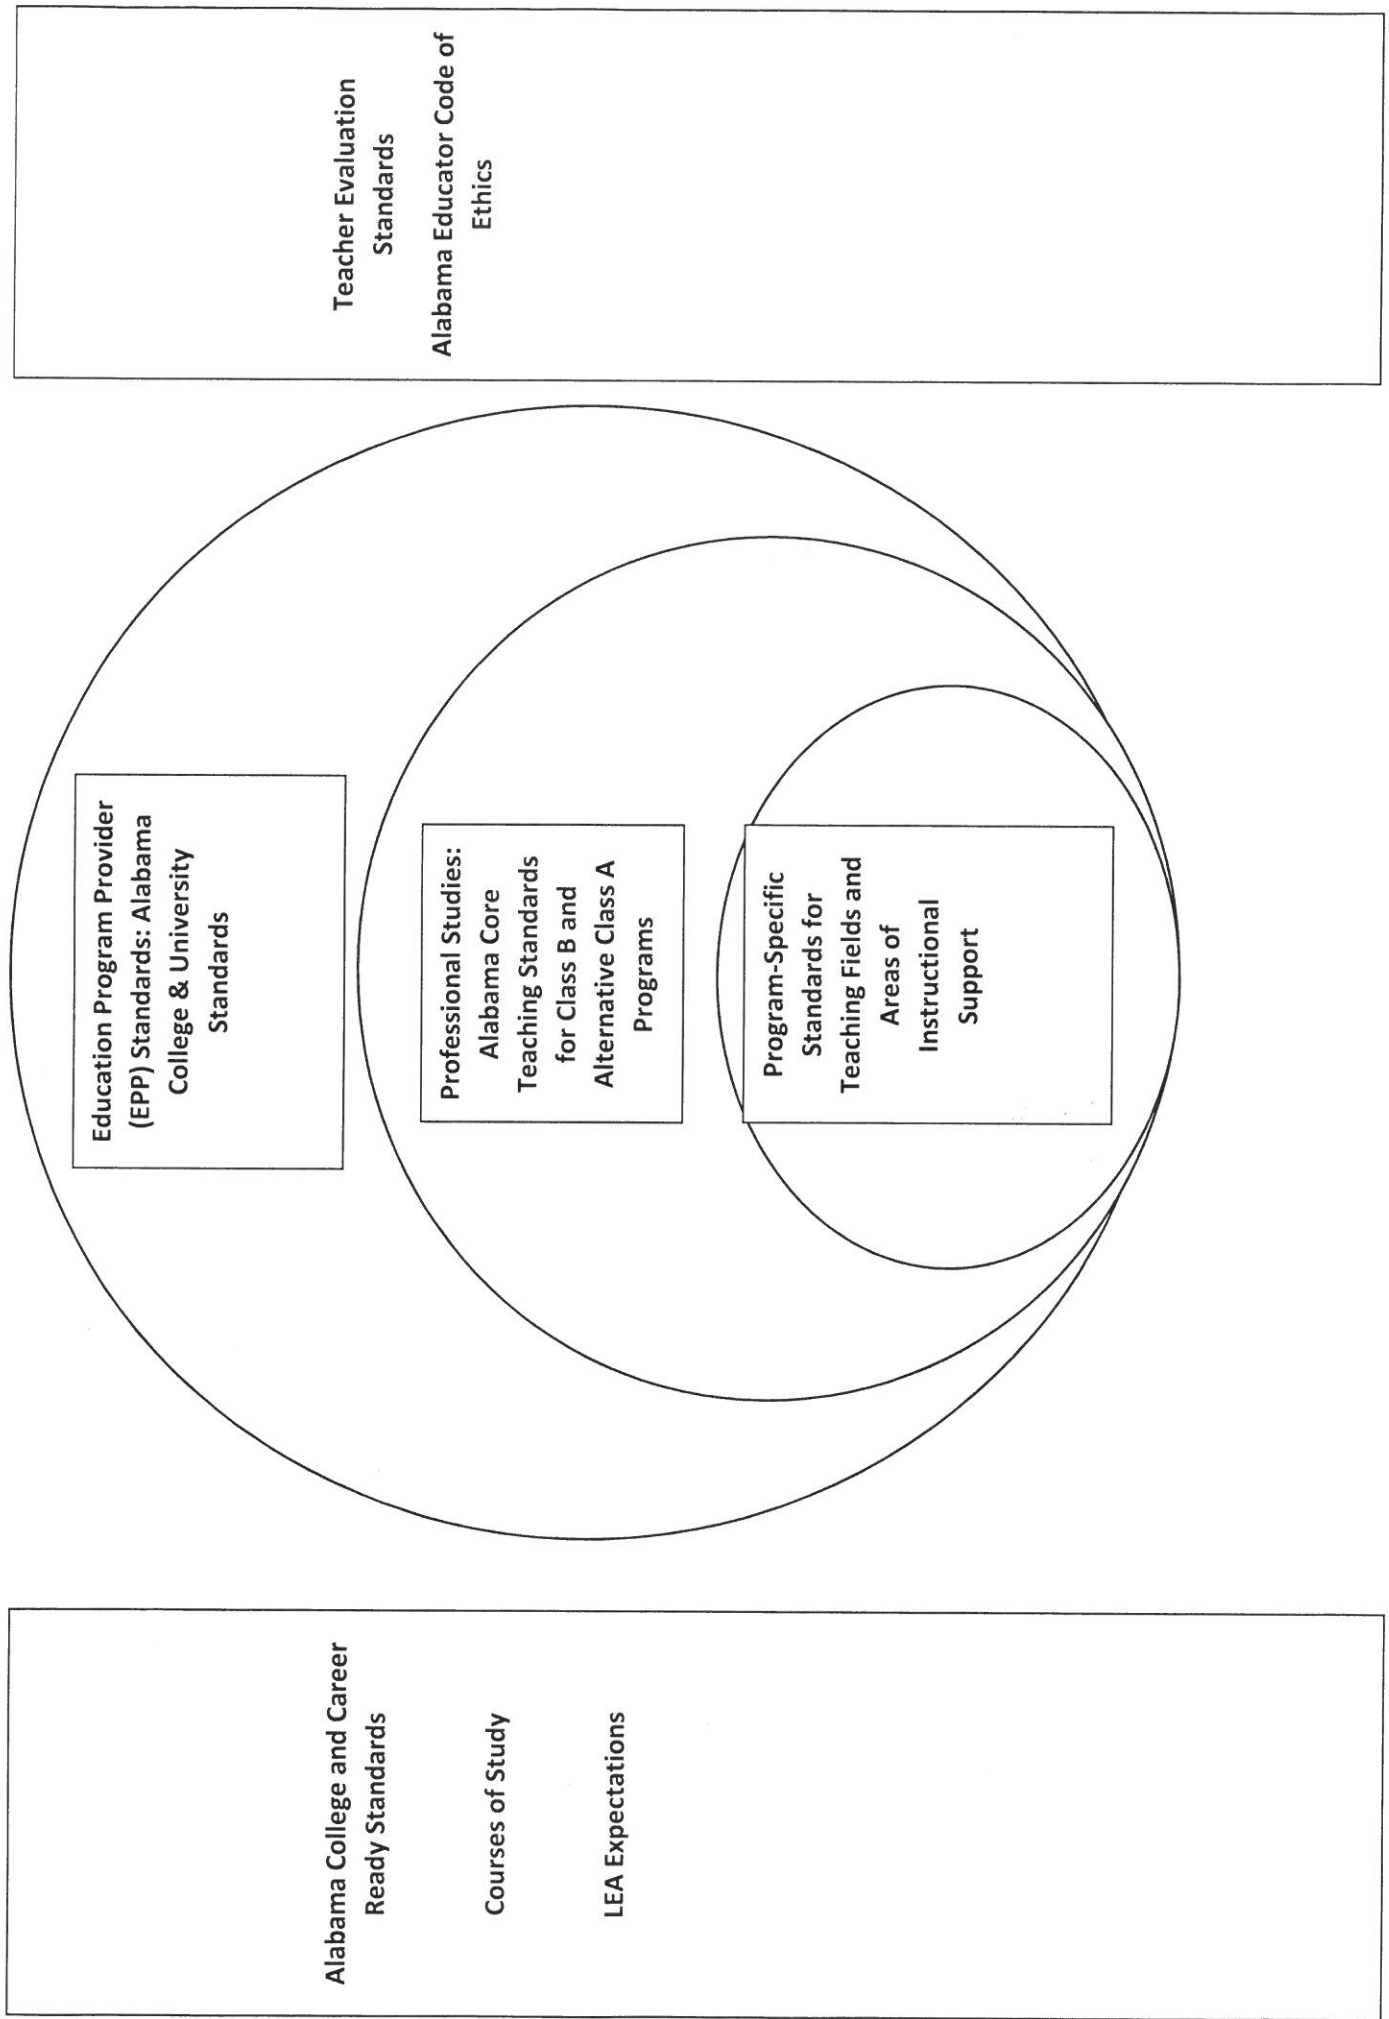 Alabama College and Career
Ready Standards
Courses of Study
LEA Expectations
Education Program Provider
(EPP) Standards: Alabama
College & University
Standards
Professional Studies:
Alabama Core
Teaching Standards
for Class B and
Alternative Class A
Programs
Program-Specific
Standards for
Teaching Fields and
Areas of
Instructional
Support
Teacher Evaluation
Standards
Alabama Educator Code of
Ethics